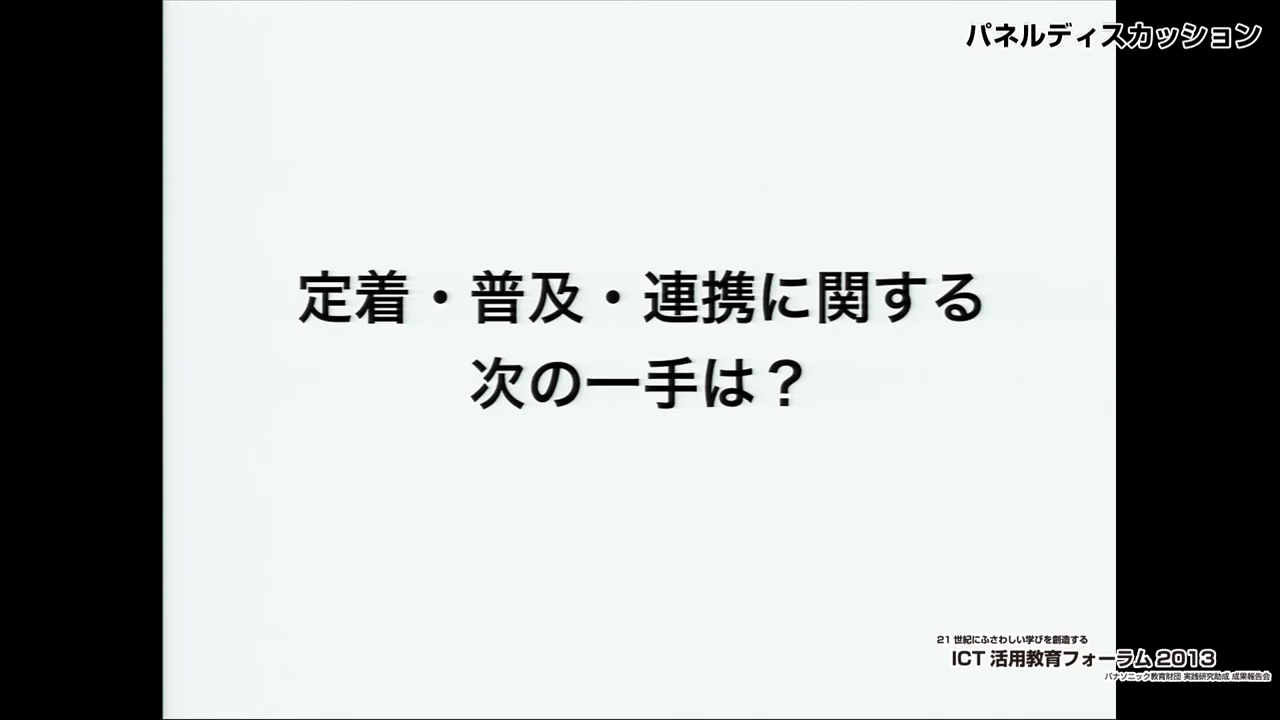 パネルディスカッション
定着・普及・連携に関する
次の一手は？
21 世紀にふさわしい学びを創造する
ICT 活用教育フォーラム 2013
パナソニック教育財団 実践研究助成 成果報告会